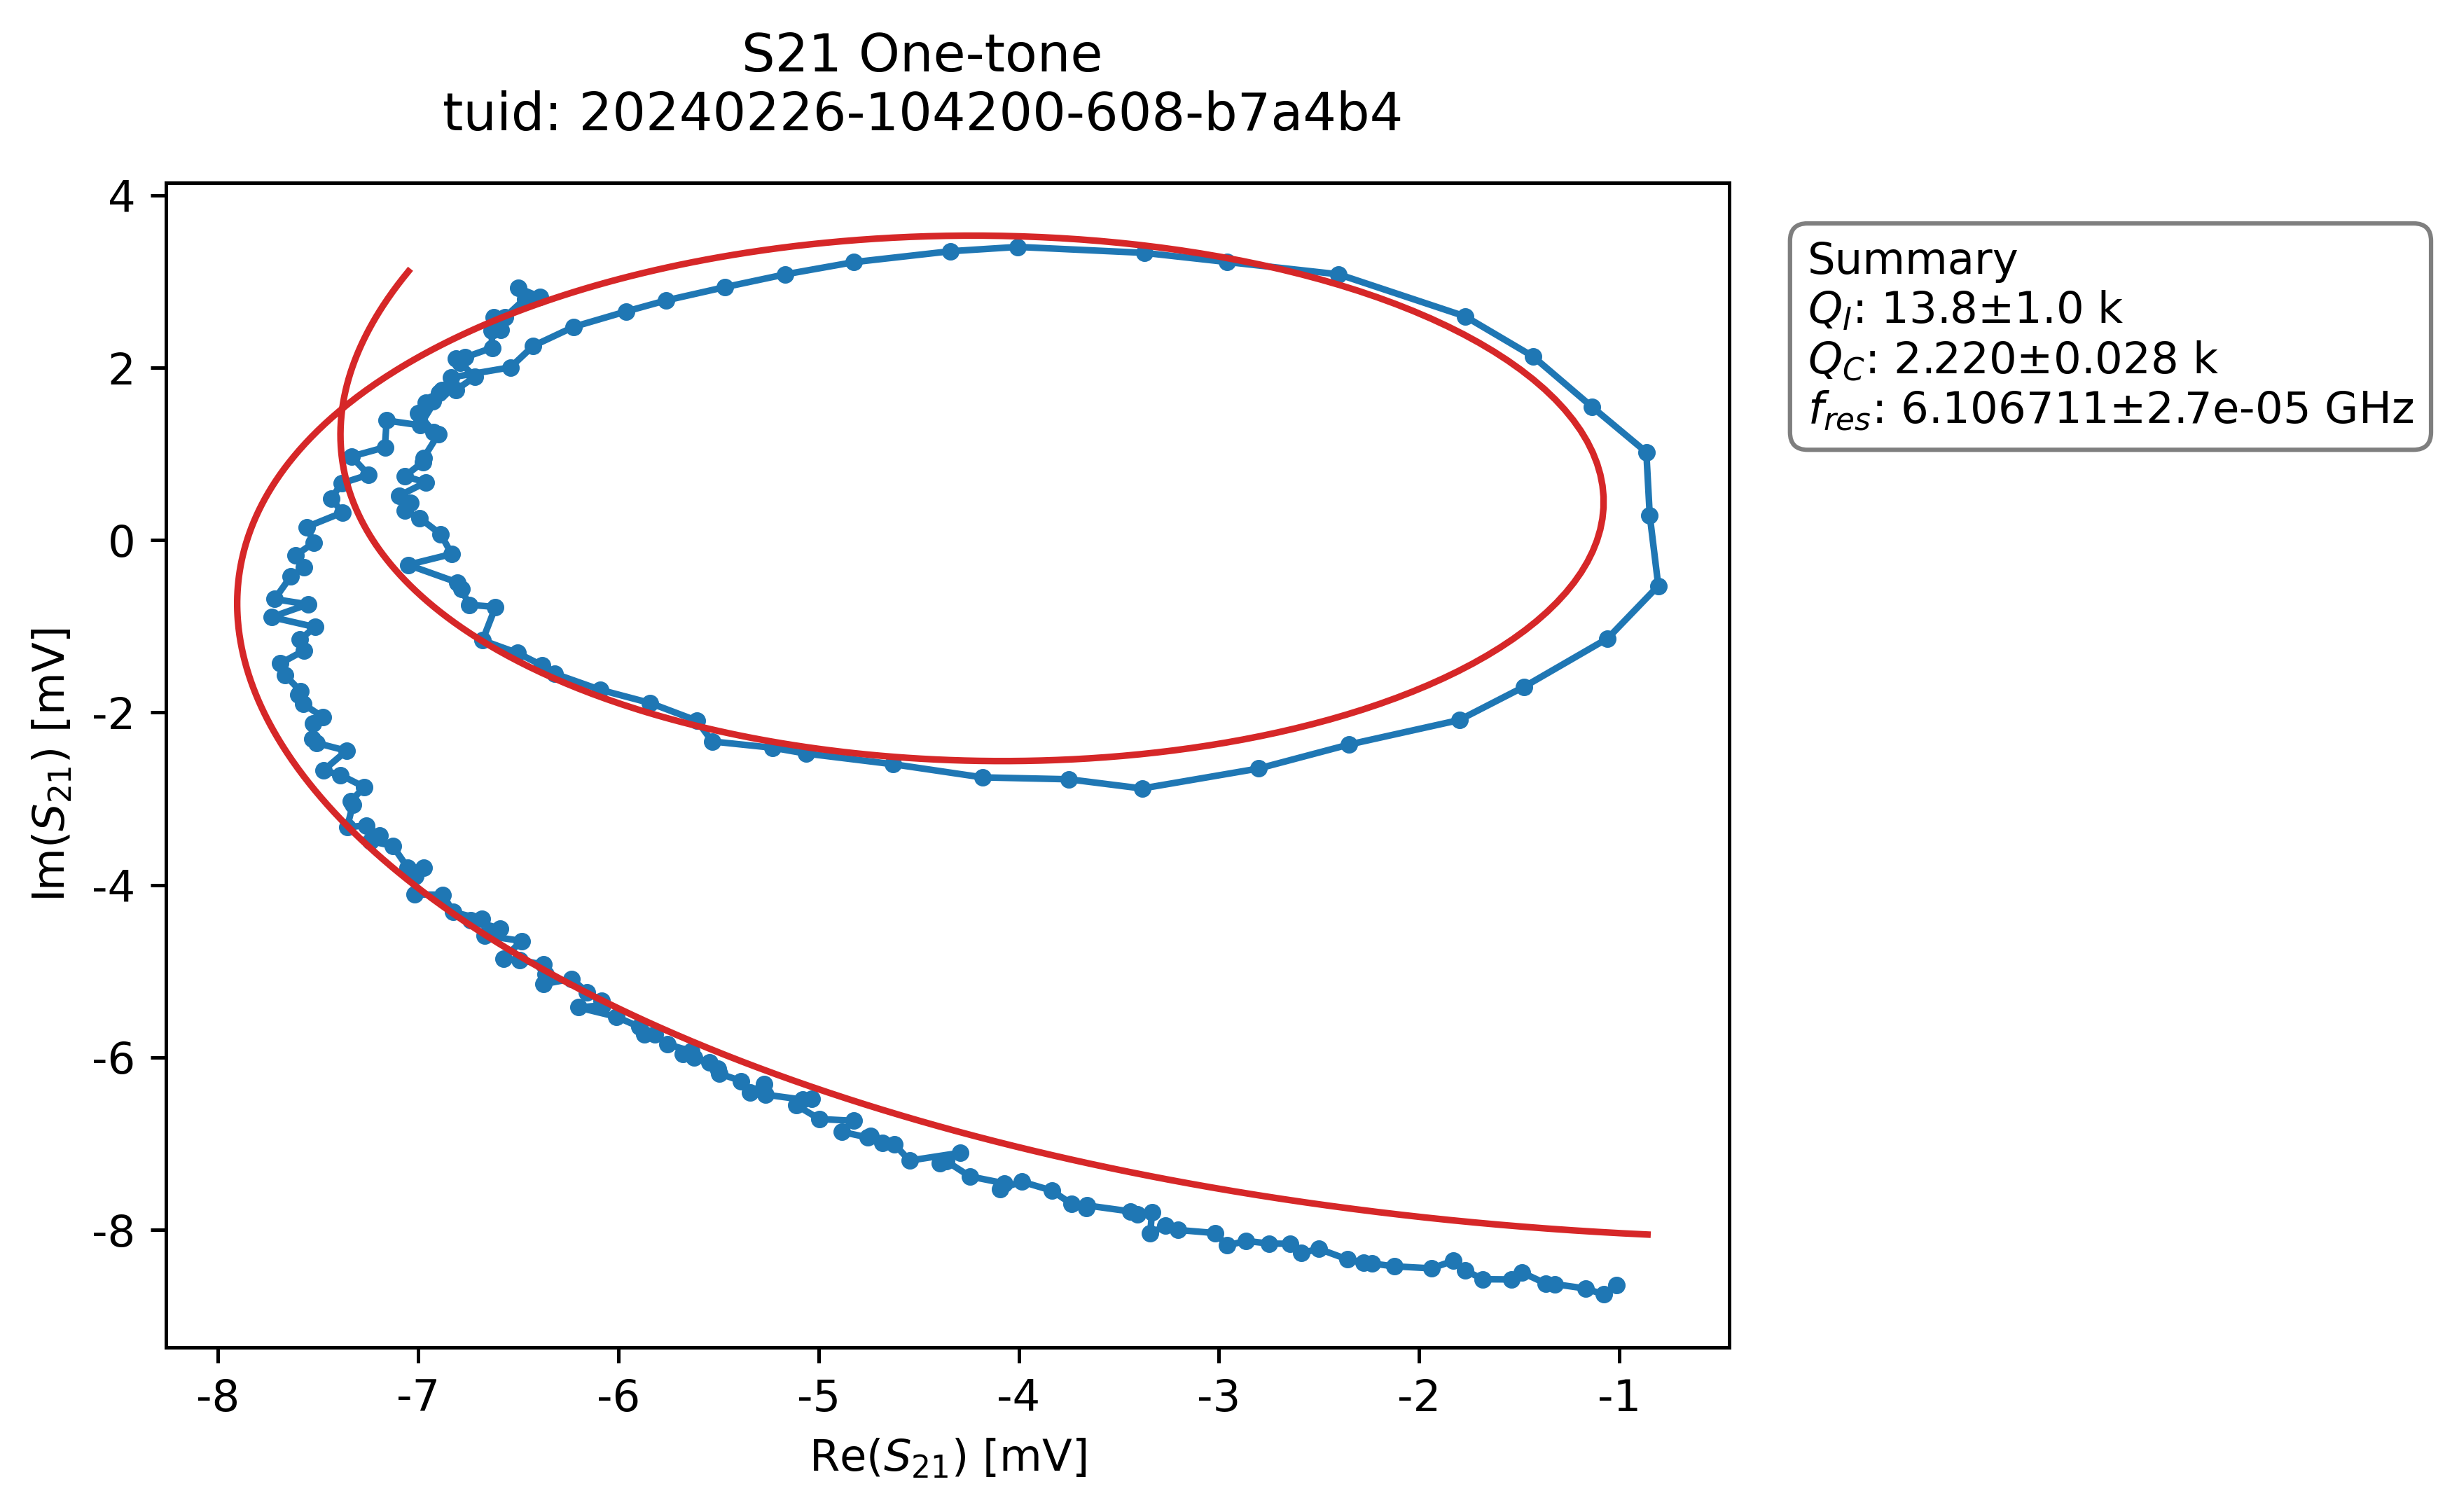 S21 One-tone
tuid: 20240226-104200-608-b7a4b4
4
2
0
-2
-4
-6
-8
Im(S21) [mV]
-8 -7 -6 -5 -4 -3 -2 -1
Re(S21) [mV]
Summary
Ql: 13.8±1.0 k
QC: 2.220±0.028 k
fres: 6.106711±2.7e-05 GHz